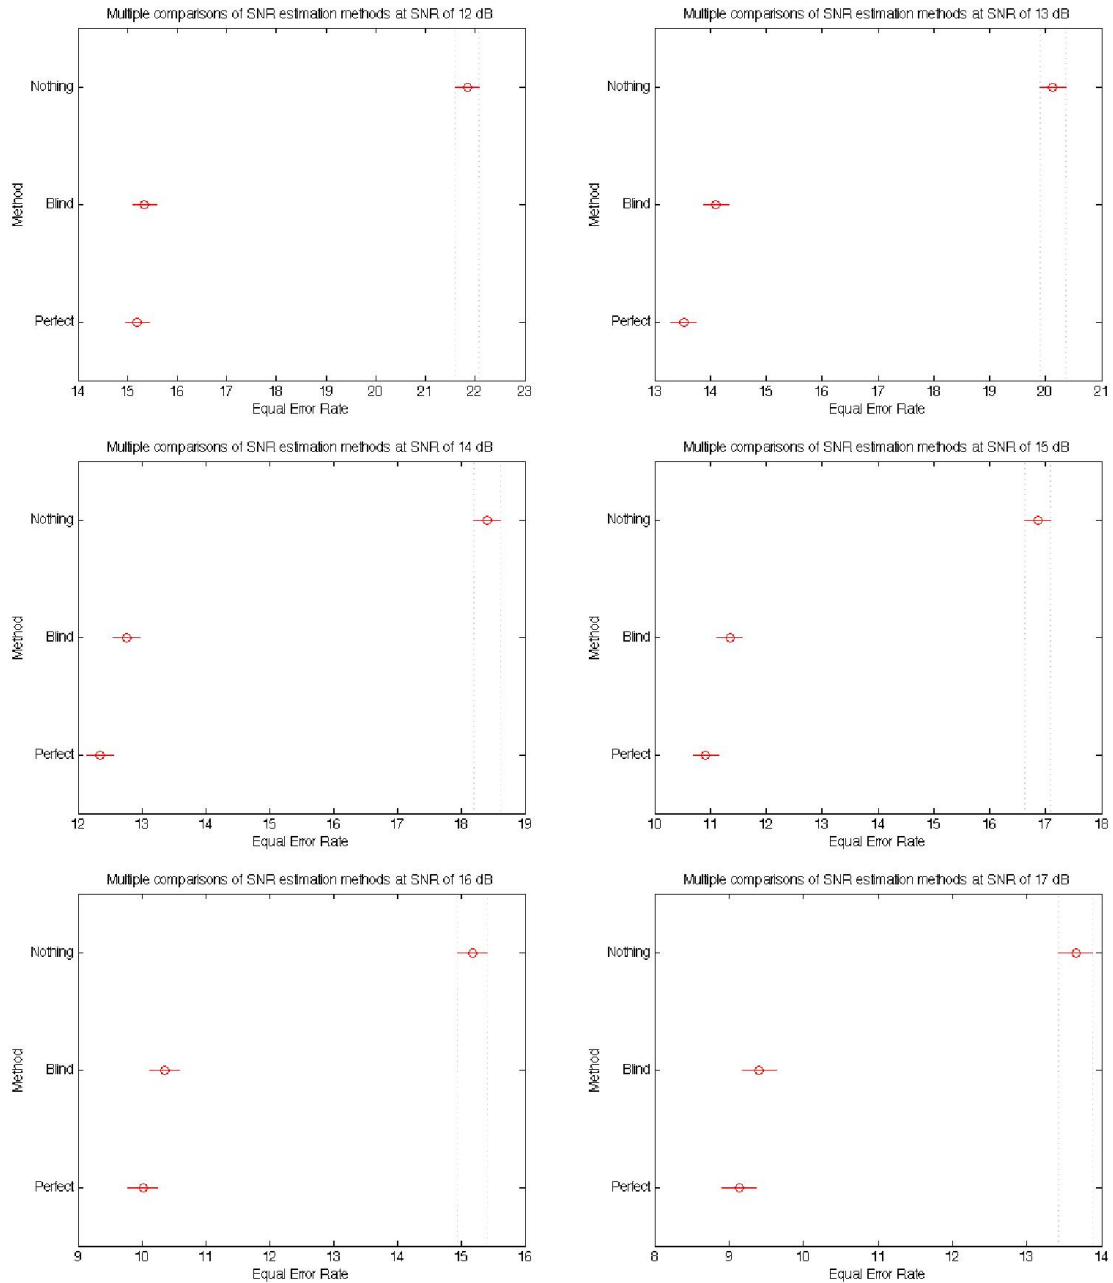 Multiple comparisons of SNR estimation methods at SNR of 12 dB
Nothing
Blind
Perfect
Method
14 15 16 17 18 19 20 21 22 23
Equal Error Rate
Multiple comparisons of SNR estimation methods at SNR of 13 dB
Nothing
Blind
Perfect
Method
13 14 15 16 17 18 19 20 21
Equal Error Rate
Multiple comparisons of SNR estimation methods at SNR of 14 dB
Nothing
Blind
Perfect
Method
12 13 14 15 16 17 18 19
Equal Error Rate
Multiple comparisons of SNR estimation methods at SNR of 15 dB
Nothing
Blind
Perfect
Method
10 11 12 13 14 15 16 17 18
Equal Error Rate
Multiple comparisons of SNR estimation methods at SNR of 16 dB
Nothing
Blind
Perfect
Method
9 10 11 12 13 14 15 16
Equal Error Rate
Multiple comparisons of SNR estimation methods at SNR of 17 dB
Nothing
Blind
Perfect
Method
8 9 10 11 12 13 14
Equal Error Rate